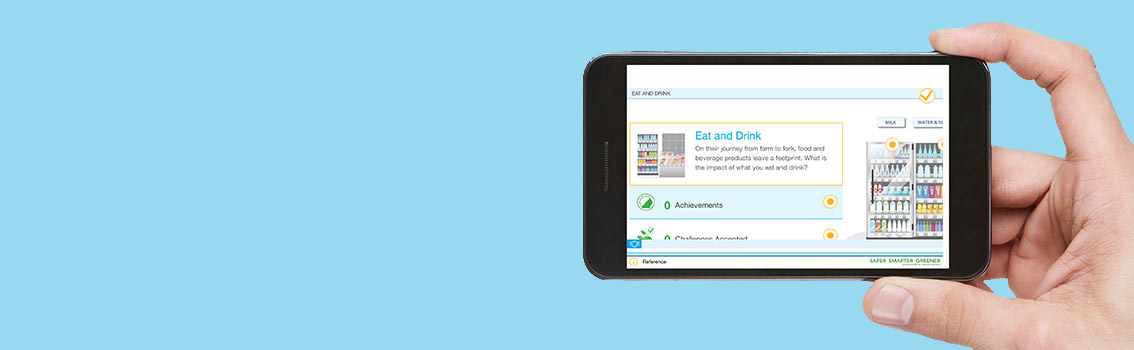 EAT AND DRINK
MILK
WATER & SO
Eat and Drink
On their journey from farm to fork, food and
beverage products leave a footprint. What is
the impact of what you eat and drink?
0 Achievements
0 Challenges Accepted
Reference
SAFER SMARTER GREENER